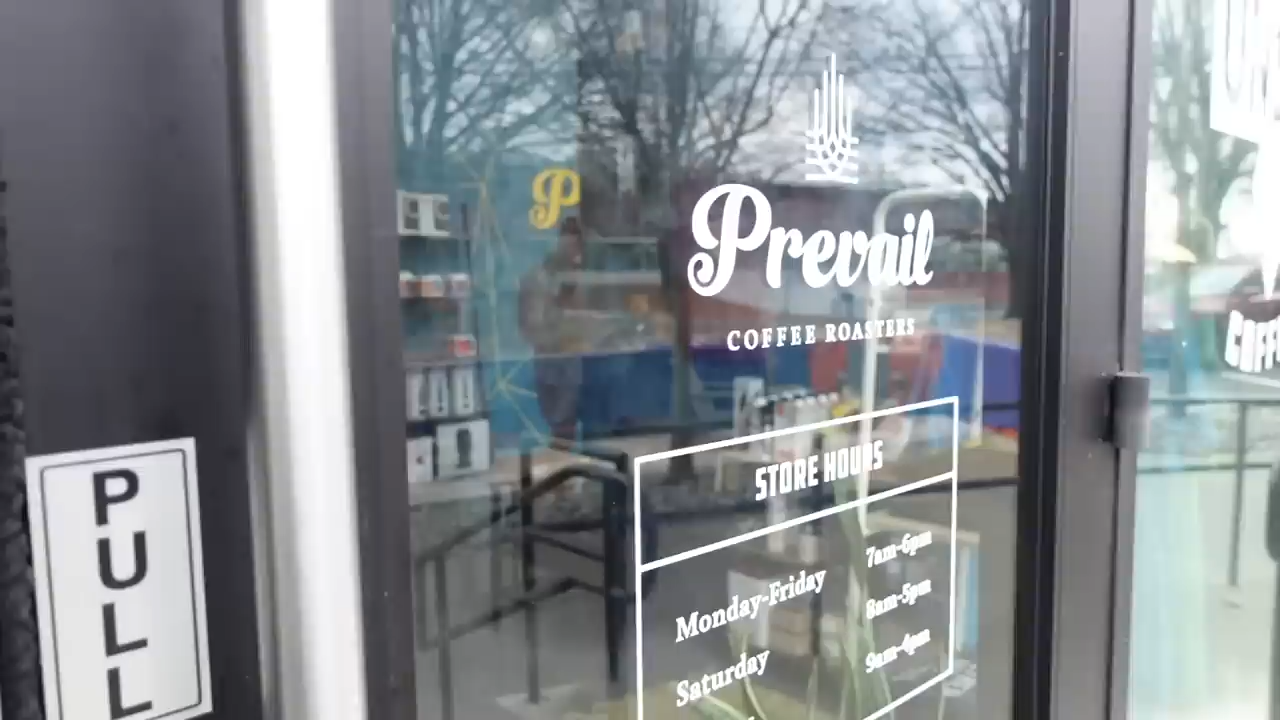 P
Prevail
COFFEE ROASTERS
STORE HOURS
Monday-Friday 7am-6pm
Saturday 8am-5pm
9am-4pm
PULL